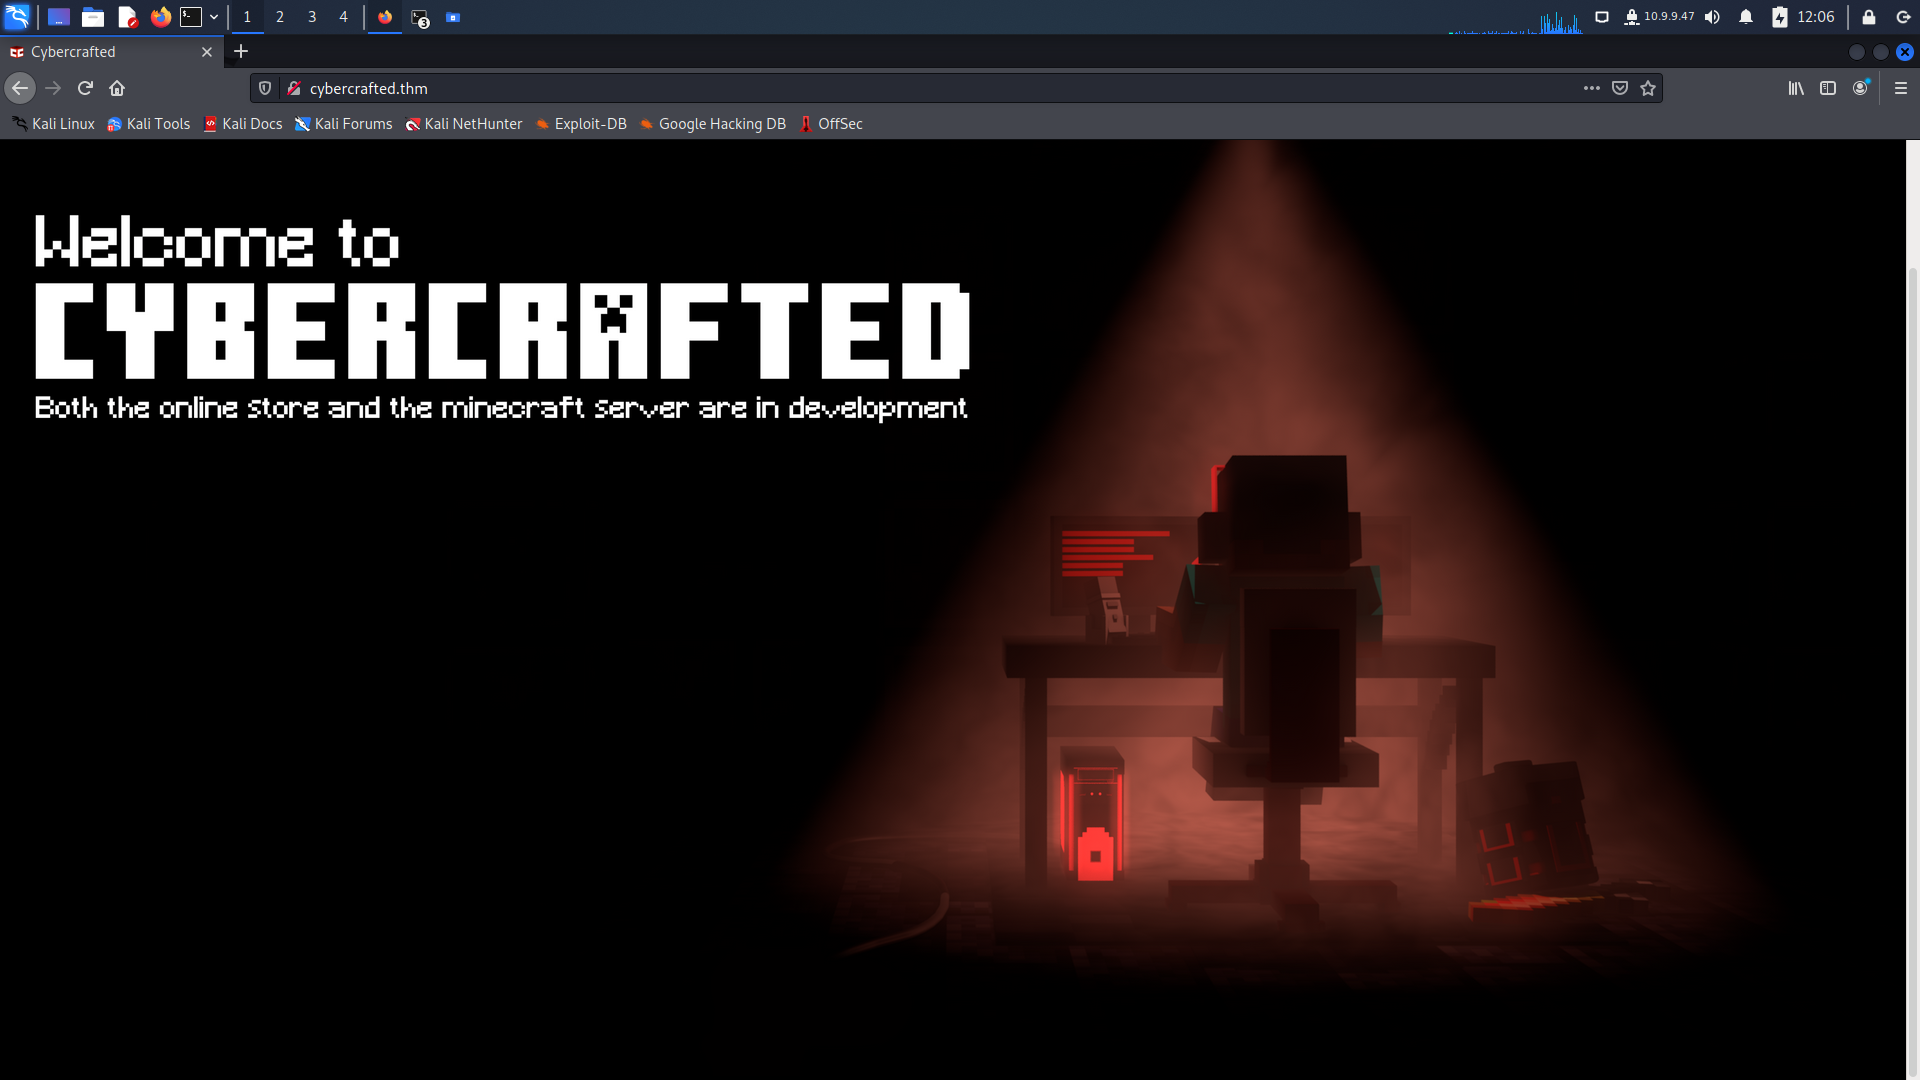 1 2 3 4 3 10.9.9.47 12:06
Cybercrafted
cybercrafted.thm
Kali Linux Kali Tools Kali Docs Kali Forums Kali NetHunter Exploit-DB Google Hacking DB OffSec
Welcome to
CYBERCRAFTED
Both the online store and the minecraft server are in development